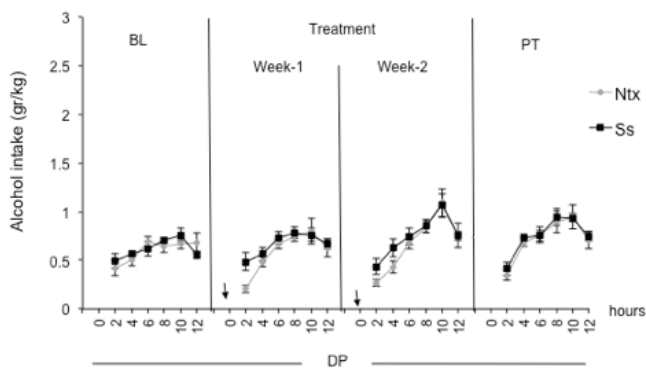 3
2.5
2
1.5
1
0.5
0
Alcohol intake (gr/kg)
BL
Treatment
Week-1
Week-2
PT
Ntx
Ss
0 2 4 6 8 10 12
0 2 4 6 8 10 12
0 2 4 6 8 10 12
0 2 4 6 8 10 12
hours
DP